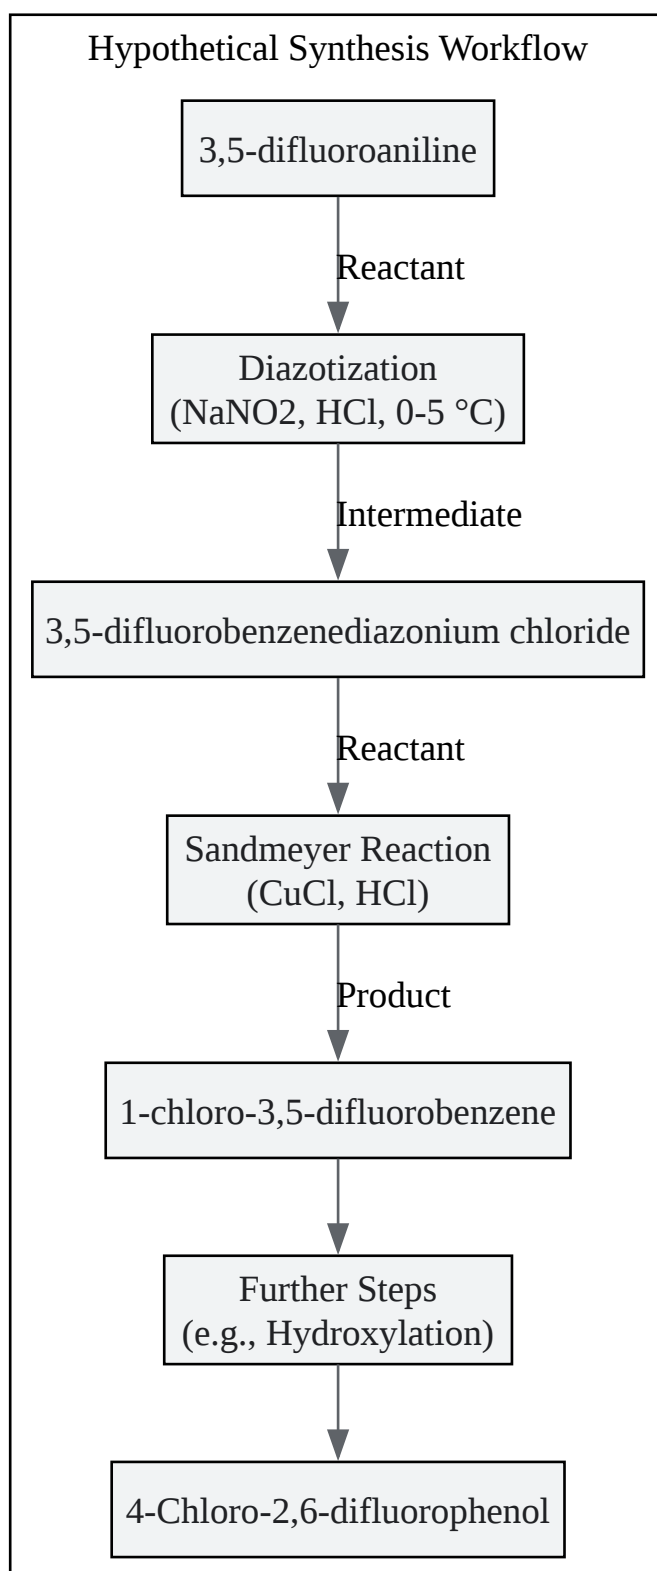 Hypothetical Synthesis Workflow
3,5-difluoroaniline
Reactant
Diazotization
(NaNO2, HCl, 0-5 °C)
Intermediate
3,5-difluorobenzenediazonium chloride
Reactant
Sandmeyer Reaction
(CuCl, HCl)
Product
1-chloro-3,5-difluorobenzene
Further Steps
(e.g., Hydroxylation)
4-Chloro-2,6-difluorophenol